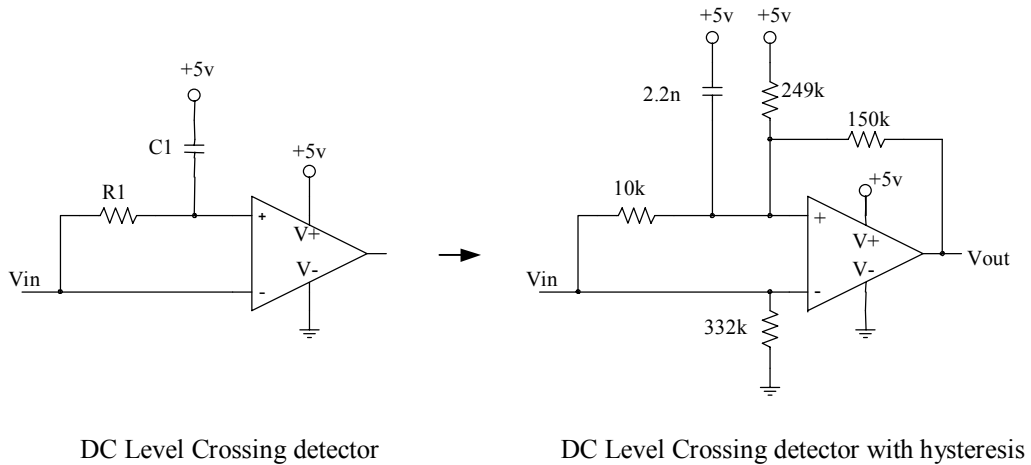 +5v
C1
+5v
R1
+
V+
V-
-
Vin
+5v
+5v
2.2n
249k
150k
+5v
10k
+
V+
V-
-
Vin
Vout
332k
DC Level Crossing detector
DC Level Crossing detector with hysteresis